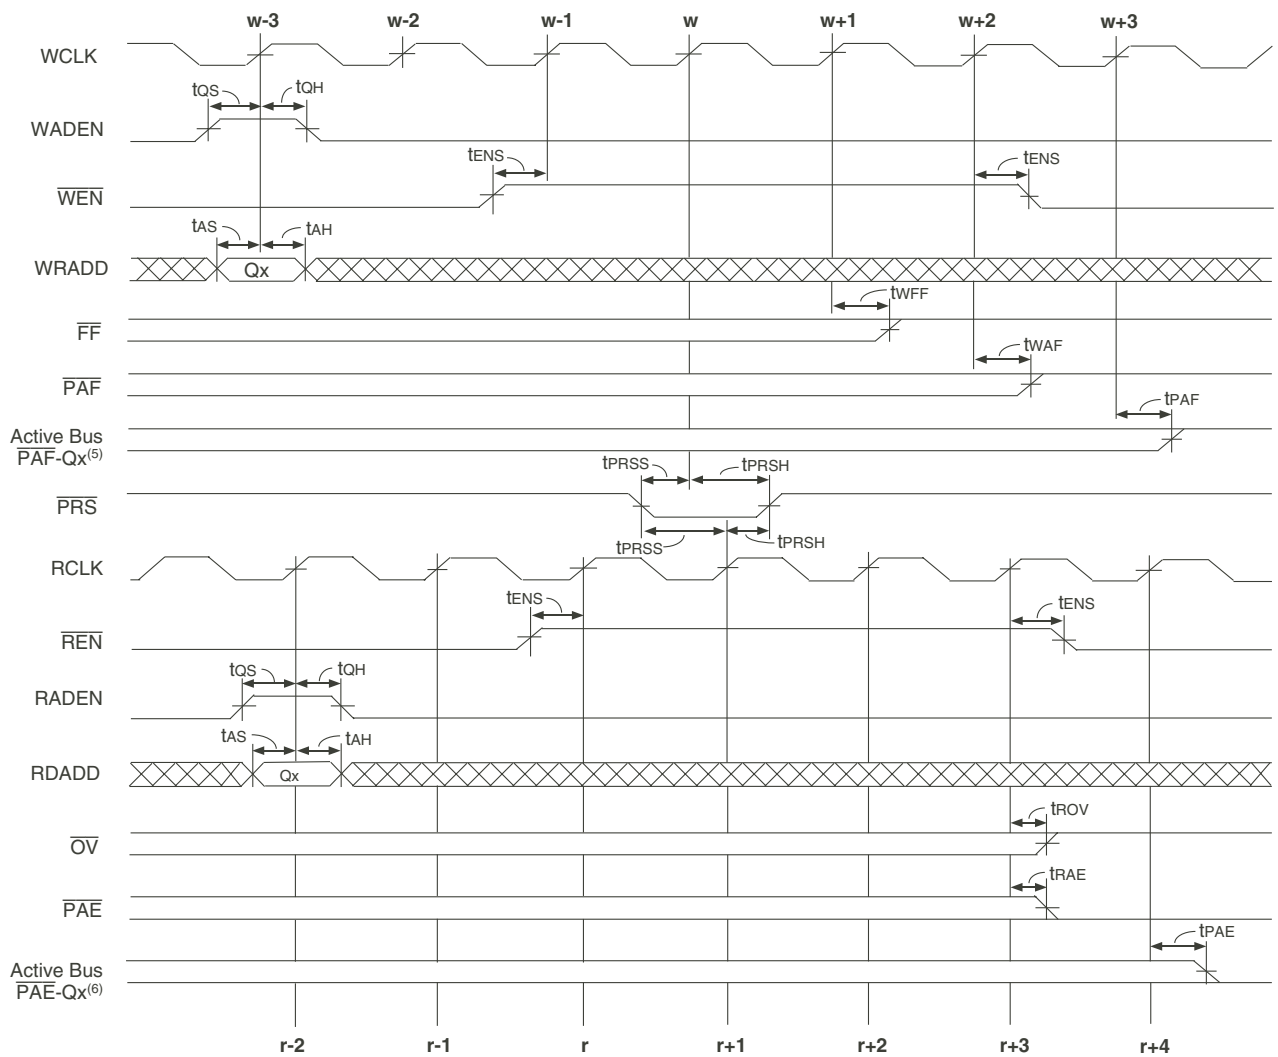 w-3 w-2 w-1 w w+1 w+2 w+3
WCLK
tQS tQH
WADEN
tENS tENS
WEN
tAS tAH
WRADD Qx
tWFF
FF
tWAF
PAF
tPAF
Active Bus
PAF-Qx(5)
tPRSS tPRSH
PRS
tPRSS tPRSH
RCLK
tENS tENS
REN
tQS tQH
RADEN
tAS tAH
RDADD Qx
tROV
OV
tRAE
PAE
tPAE
Active Bus
PAE-Qx(6)
r-2 r-1 r r+1 r+2 r+3 r+4